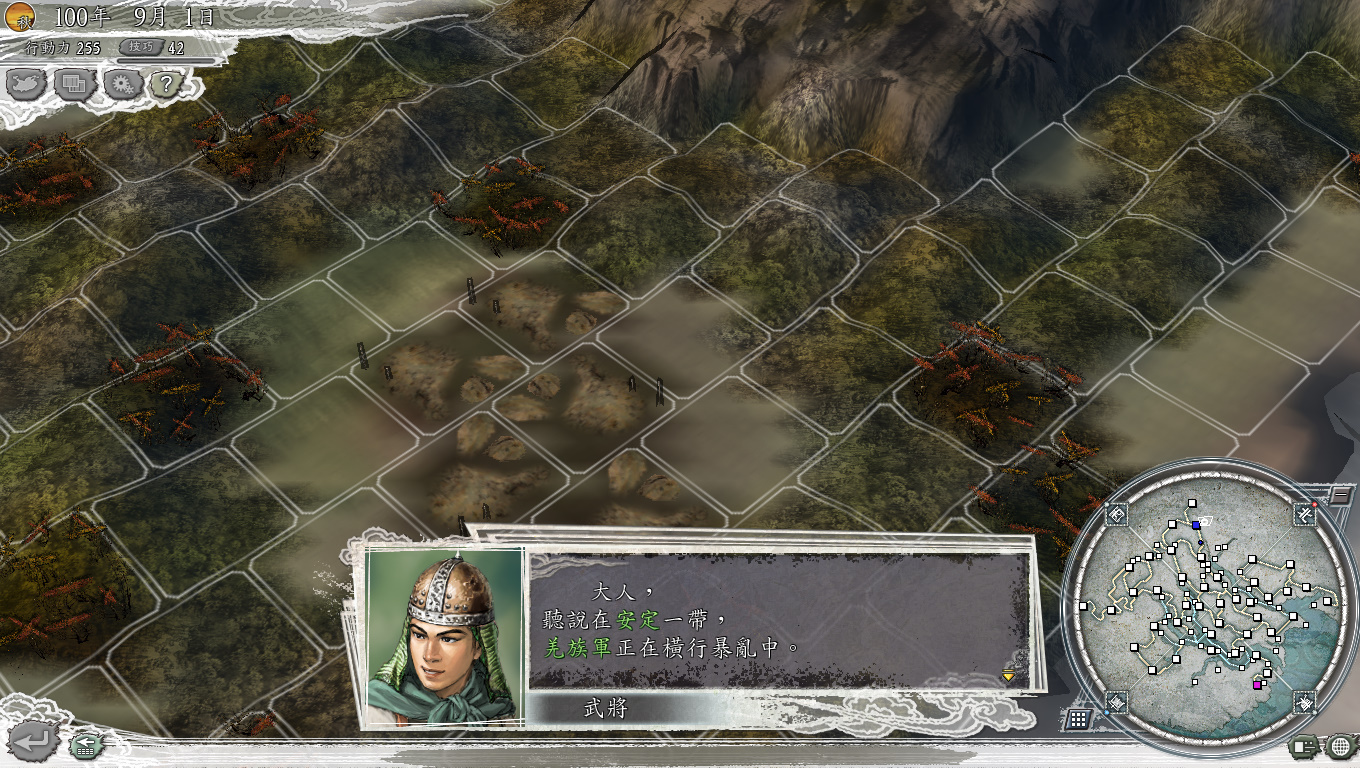 秋 100年 9月 1日
行動力 255 技巧 42
?
大人，
聽說在安定一帶，
羌族軍正在橫行暴亂中。
武將